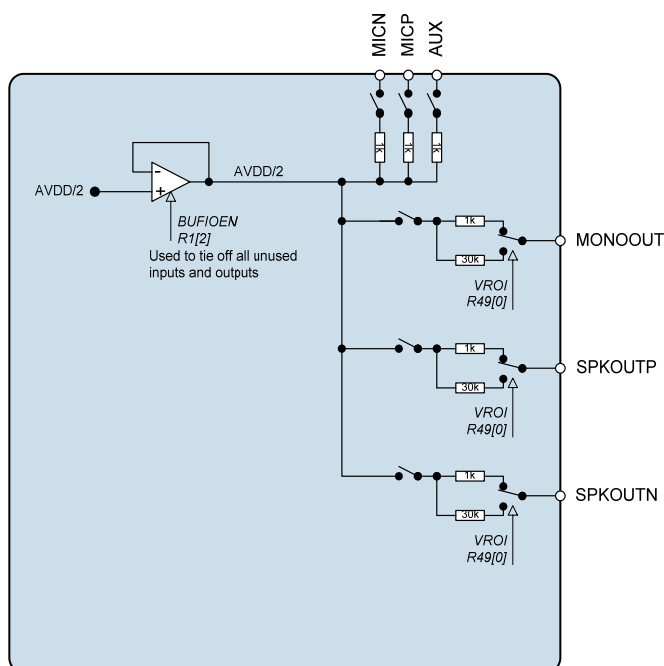 MICN
MICP
AUX
1k
1k
1k
AVDD/2
AVDD/2
-
+
BUFIOEN
R1[2]
Used to tie off all unused
inputs and outputs
1k
30k
MONOOUT
VROI
R49[0]
1k
30k
SPKOUTP
VROI
R49[0]
1k
30k
SPKOUTN
VROI
R49[0]